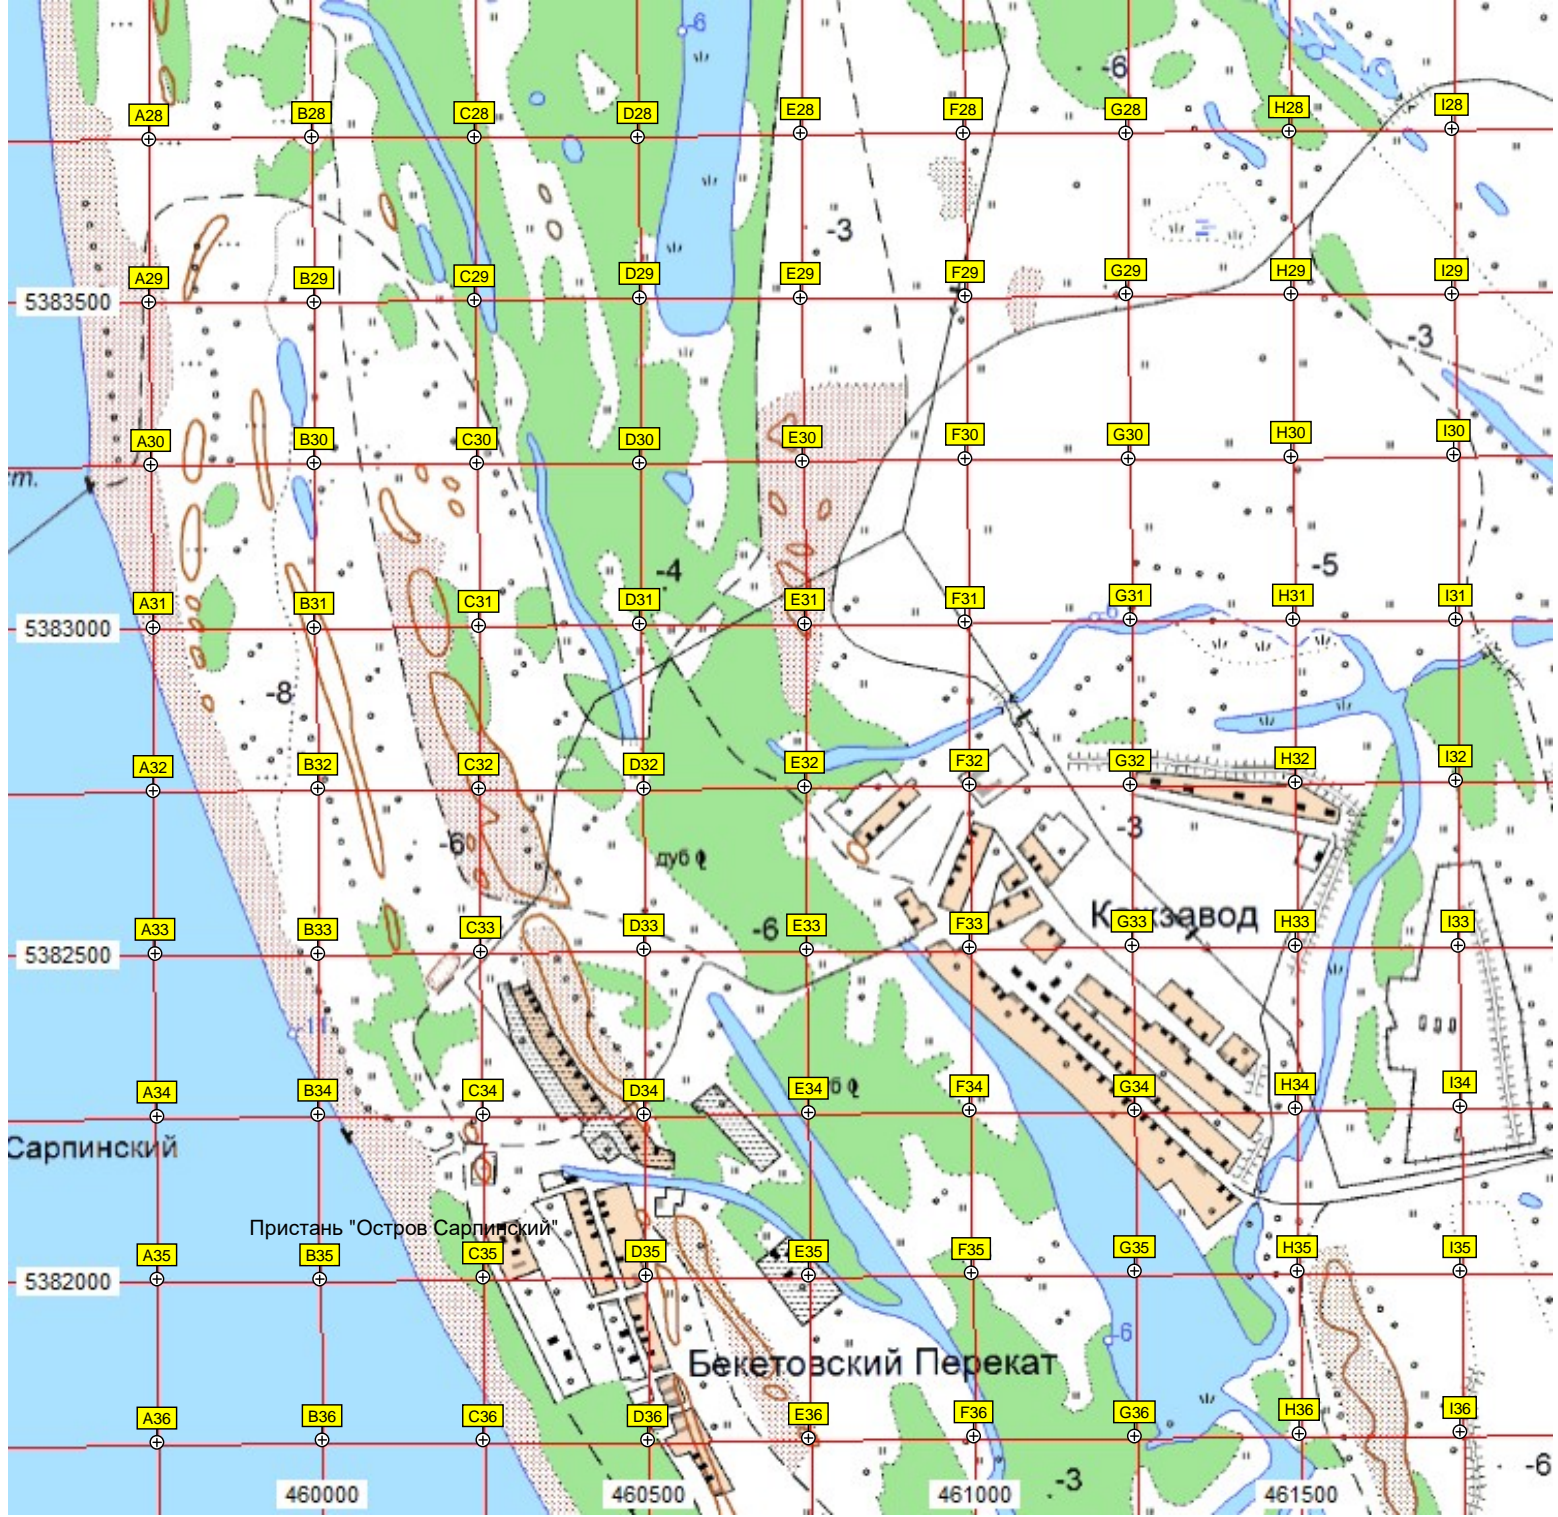 -6
-6
A28 B28 C28 D28 E28 F28 G28 H28 I28
-3
A29 B29 C29 D29 E29 F29 G29 H29 I29
5383500
-3
A30 B30 C30 D30 E30 F30 G30 H30 I30
т.
-4
-5
A31 B31 C31 D31 E31 F31 G31 H31 I31
5383000
-8
A32 B32 C32 D32 E32 F32 G32 H32 I32
-3
-6
дуб
A33 B33 C33 D33 E33 F33 G33 H33 I33
-6
Кожзавод
5382500
-11
A34 B34 C34 D34 E34 F34 G34 H34 I34
Сарпинский
Пристань "Остров Сарпинский"
A35 B35 C35 D35 E35 F35 G35 H35 I35
5382000
-6
Бекетовский Перекат
A36 B36 C36 D36 E36 F36 G36 H36 I36
-3
-6
460000 460500 461000 461500